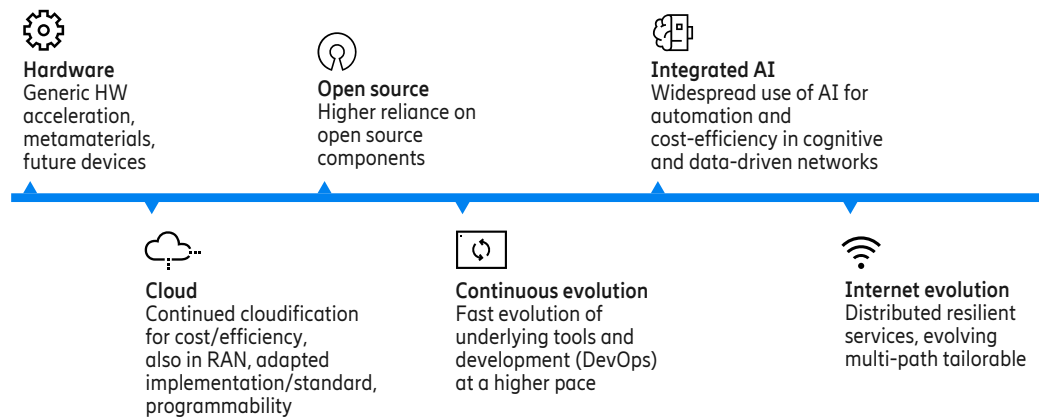 Hardware
Generic HW
acceleration,
metamaterials,
future devices
Open source
Higher reliance on
open source
components
Integrated AI
Widespread use of AI for
automation and
cost-efficiency in cognitive
and data-driven networks
Cloud
Continued cloudification
for cost/efficiency,
also in RAN, adapted
implementation/standard,
programmability
Continuous evolution
Fast evolution of
underlying tools and
development (DevOps)
at a higher pace
Internet evolution
Distributed resilient
services, evolving
multi-path tailorable